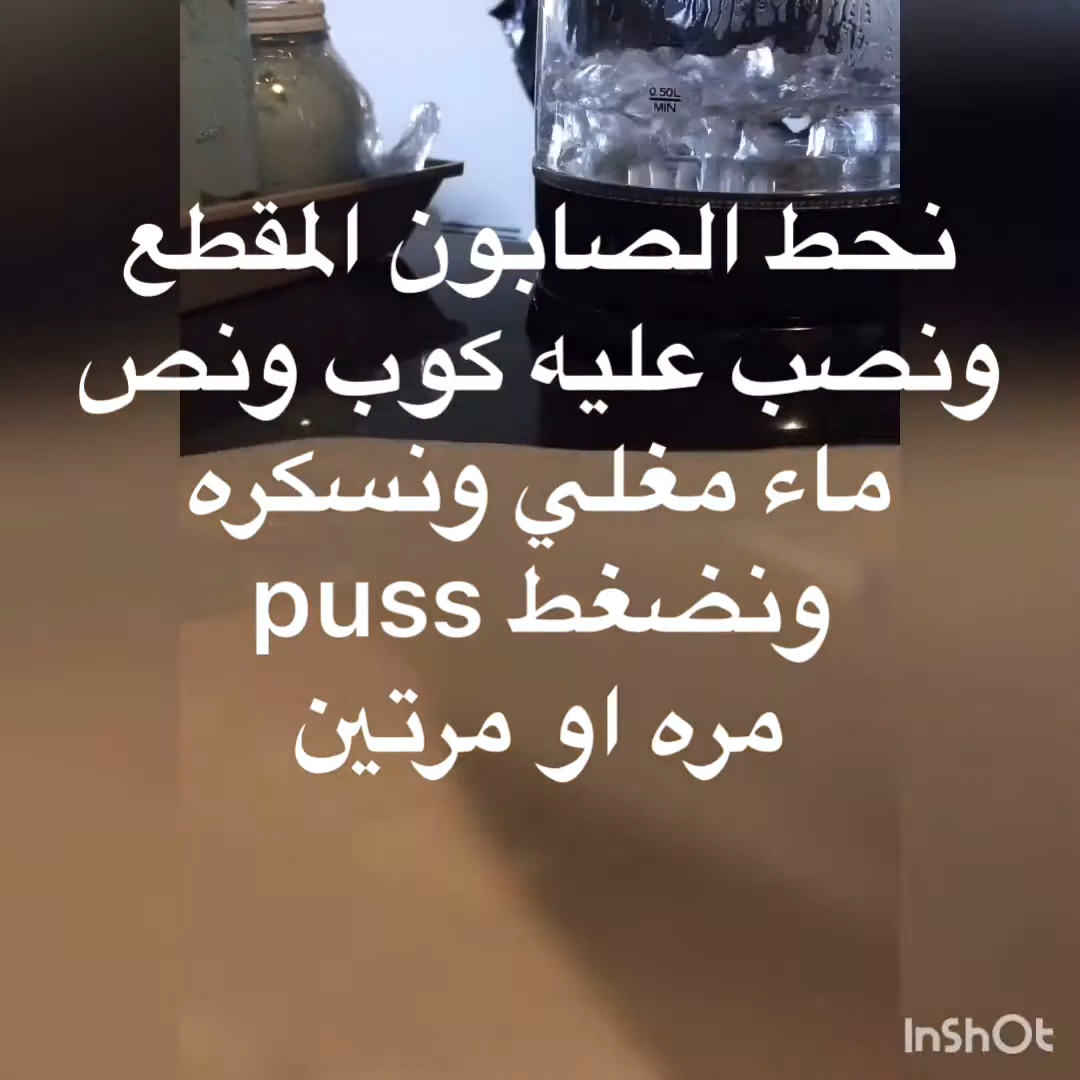 0.50L
MIN
نحط الصابون المقطع
ونصب عليه كوب ونص
ماء مغلي ونسكره
ونضغط puss
مره او مرتين
InShOt